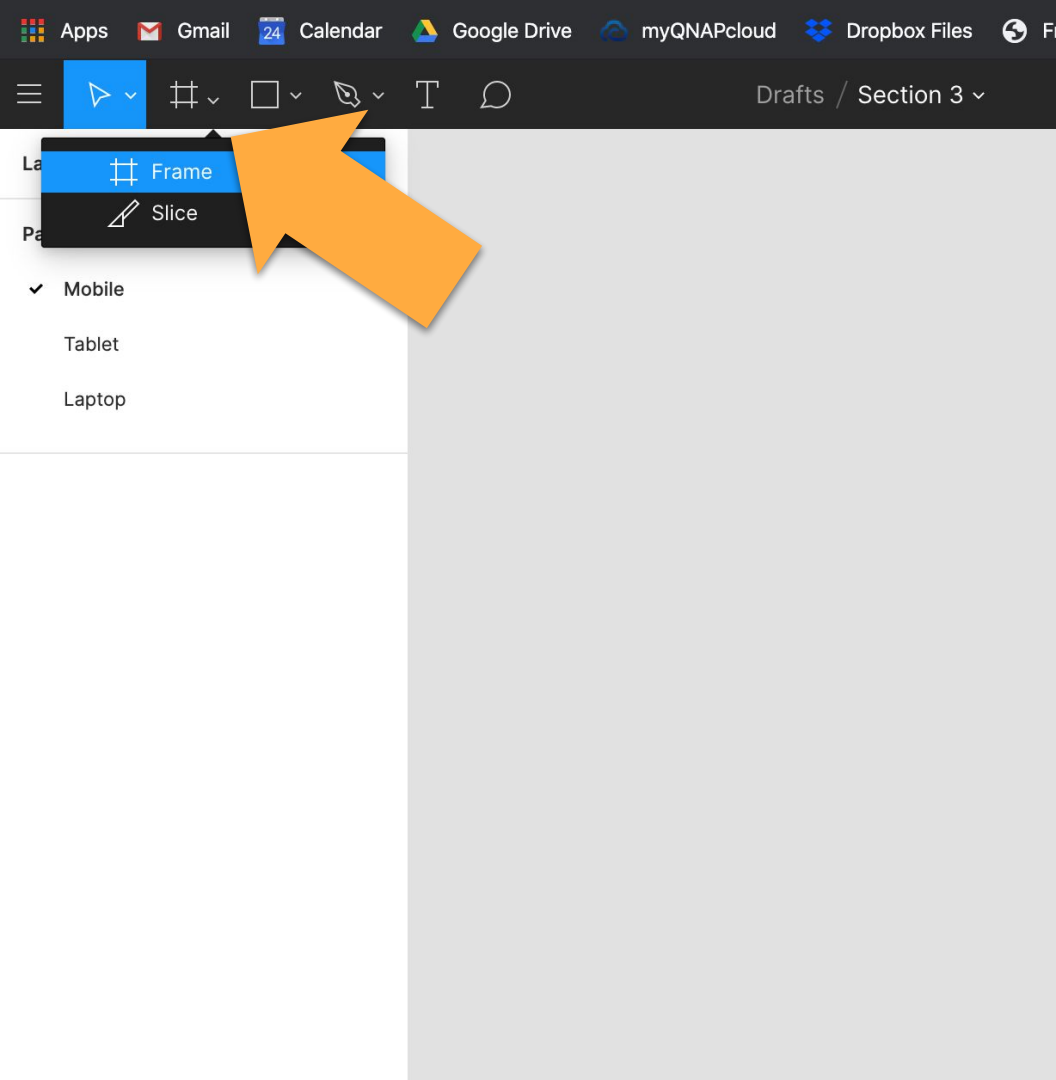 Apps Gmail 24 Calendar Google Drive myQNAPcloud Dropbox Files
T Drafts / Section 3
Frame
Slice
Mobile
Tablet
Laptop